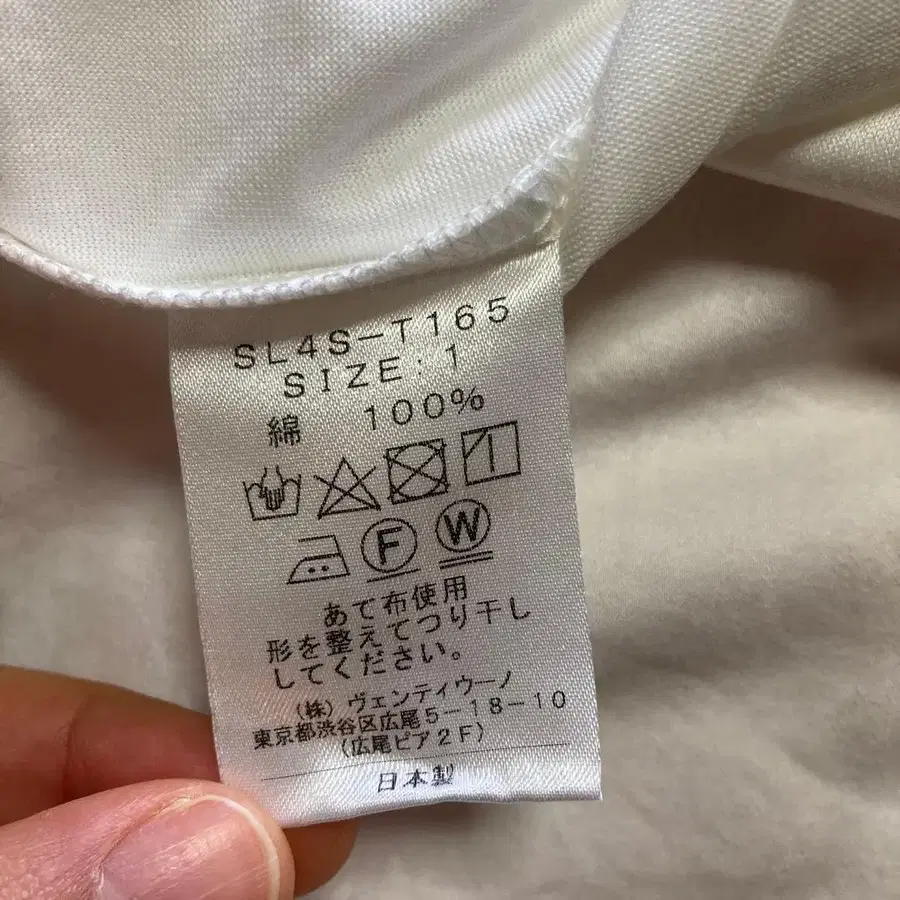 SL4S-T165
SIZE:1
綿 100%
F W
あて布使用
形を整えてつり干し
してください。
(株)ヴェンティウーノ
東京都渋谷区広尾5-18-10
(広尾ピア2F)
日本製